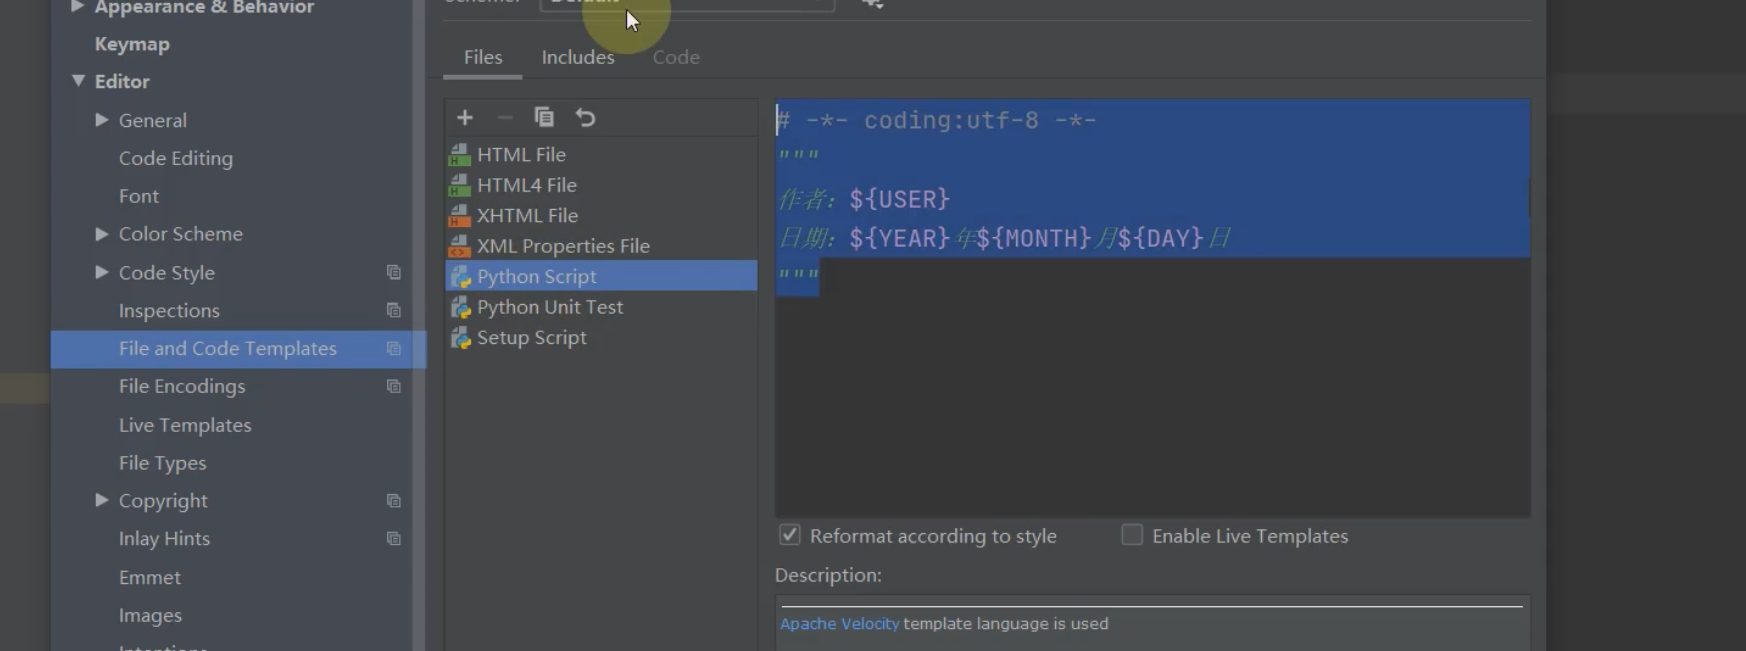 Appearance & Behavior
Keymap
Editor
General
Code Editing
Font
Color Scheme
Code Style
Inspections
File and Code Templates
File Encodings
Live Templates
File Types
Copyright
Inlay Hints
Emmet
Images
Files
Includes
Code
HTML File
HTML4 File
XHTML File
XML Properties File
Python Script
Python Unit Test
Setup Script
# -*- coding:utf-8 -*-
"""
作者：${USER}
日期：${YEAR}年${MONTH}月${DAY}日
"""
Reformat according to style
Enable Live Templates
Description:
Apache Velocity template language is used